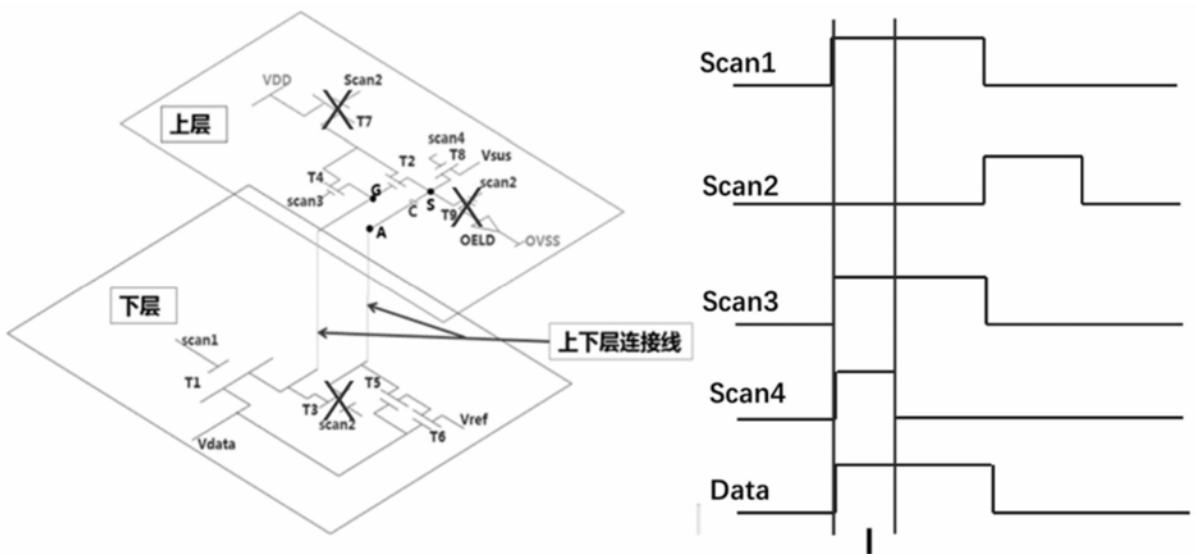 VDD
Scan2
上层
T7
scan4
T8
Vsus
T2
T4
G
scan2
scan3
S
C
T9
A
OELD
OVSS
下层
上下层连接线
scan1
T1
T5
T3
scan2
Vref
T6
Vdata
Scan1
Scan2
Scan3
Scan4
Data
I